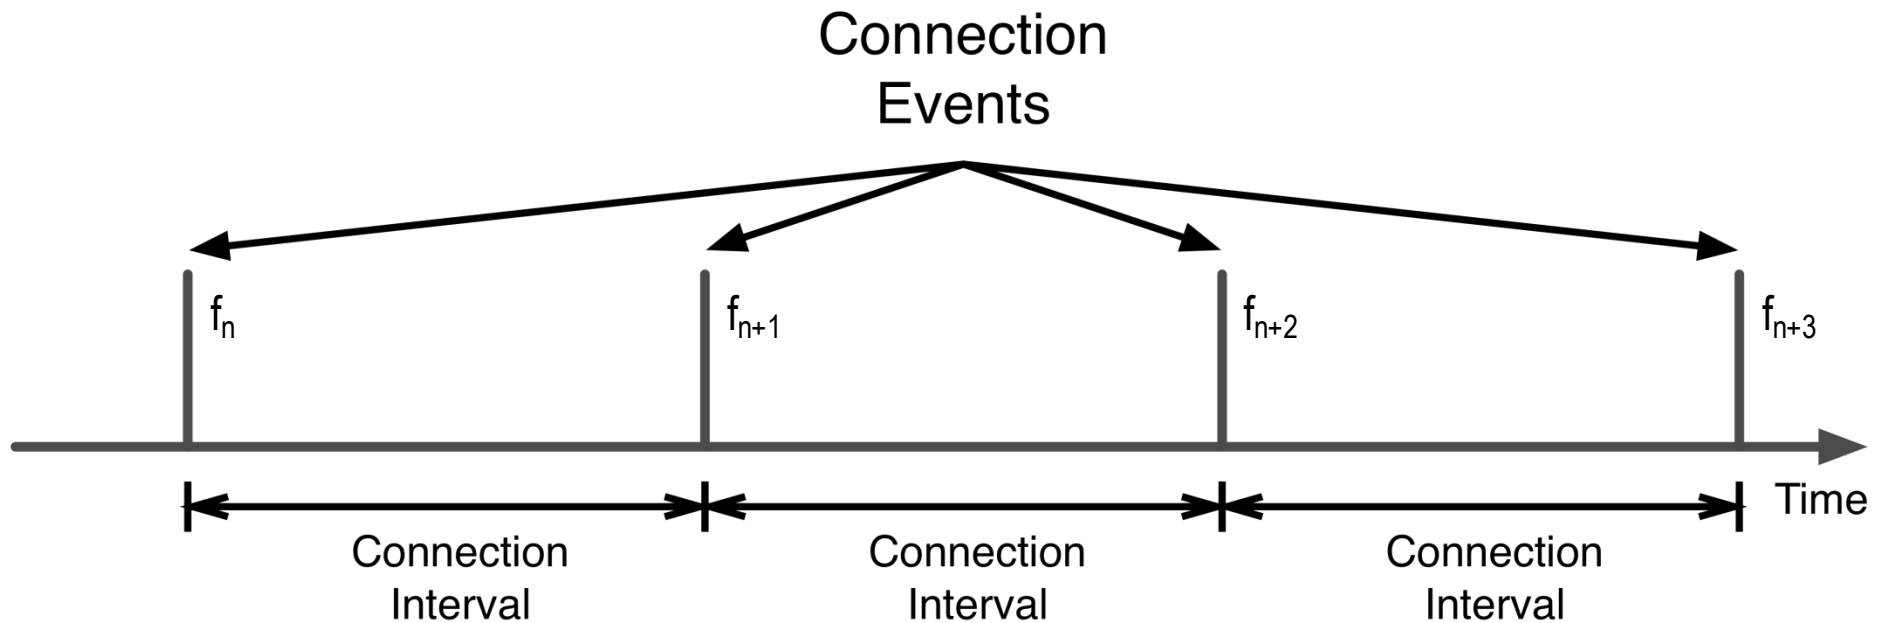 Connection
Events
fn
fn+1
fn+2
fn+3
Time
Connection
Interval
Connection
Interval
Connection
Interval